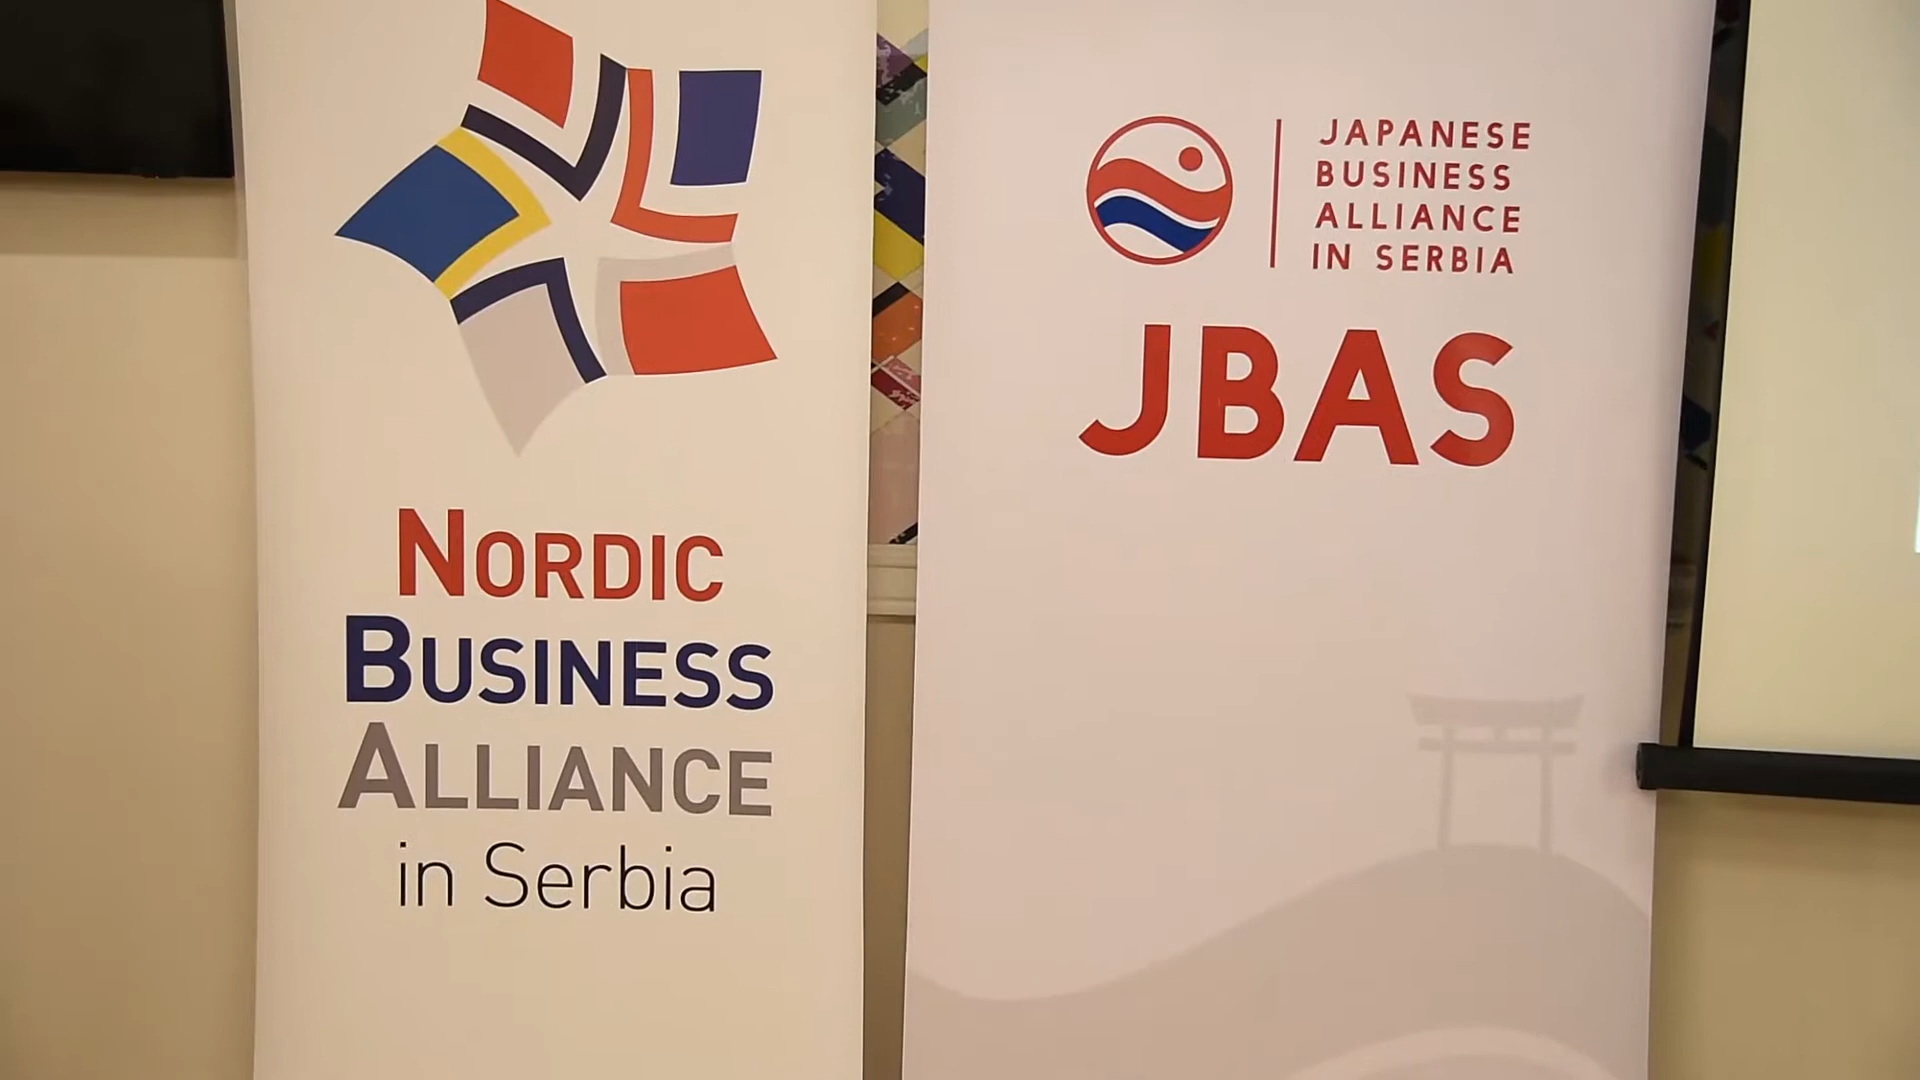 NORDIC
BUSINESS
ALLIANCE
in Serbia
JAPANESE
BUSINESS
ALLIANCE
IN SERBIA
JBAS